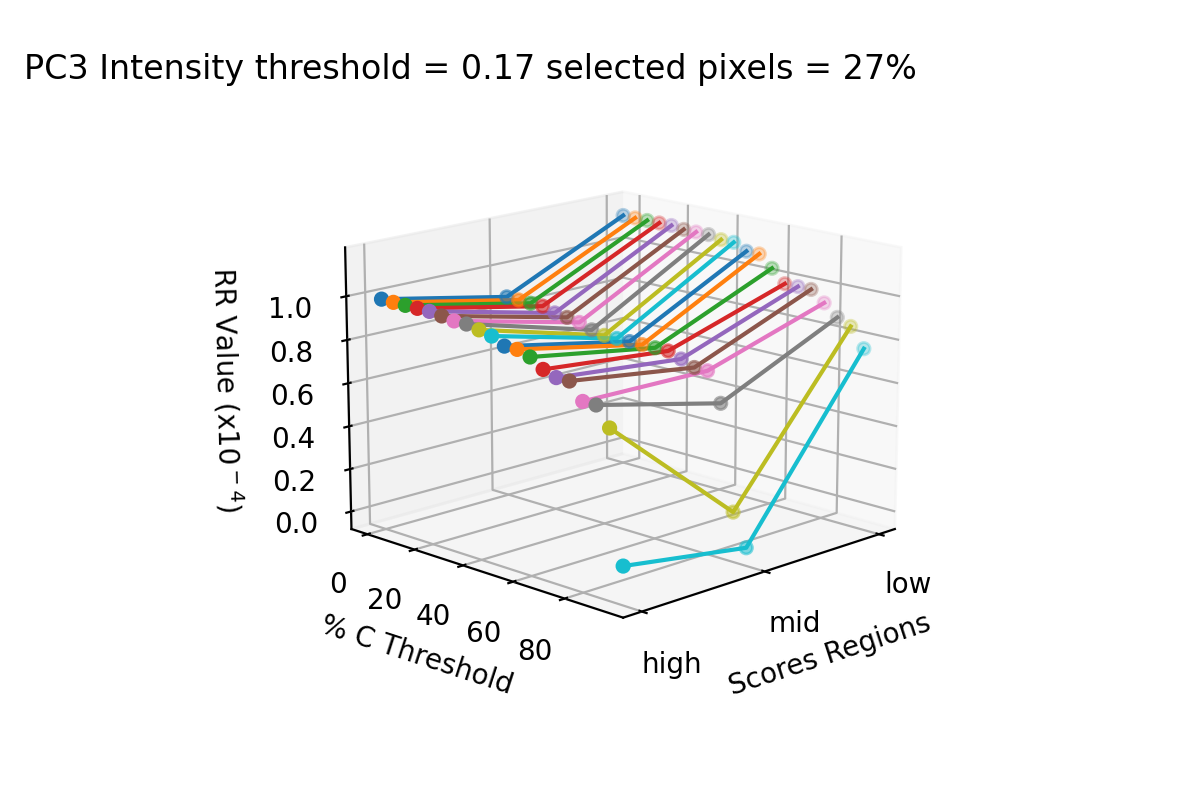 PC3 Intensity threshold = 0.17 selected pixels = 27%
RR Value (x10⁻⁴)
1.0
0.8
0.6
0.4
0.2
0.0
0
20
40
60
80
% C Threshold
high
mid
low
Scores Regions